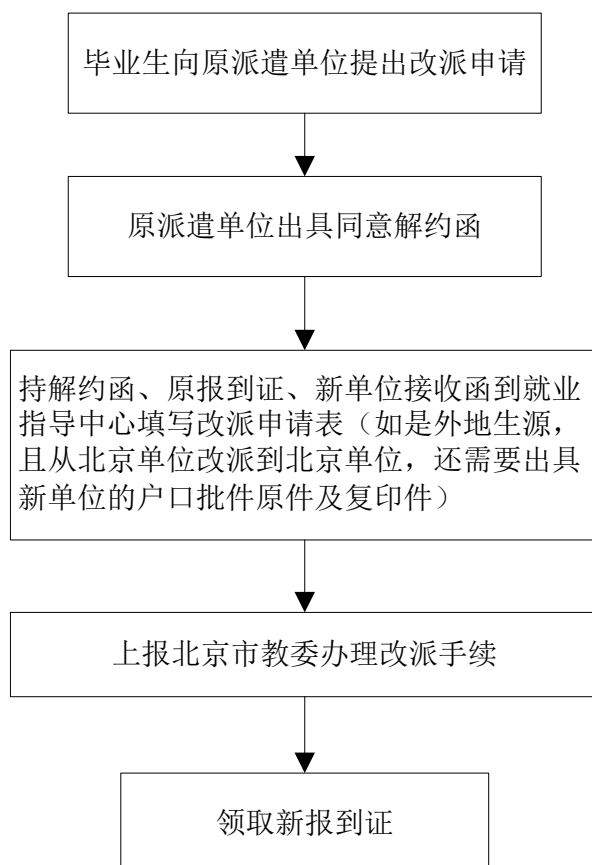 毕业生向原派遣单位提出改派申请
原派遣单位出具同意解约函
持解约函、原报到证、新单位接收函到就业
指导中心填写改派申请表（如是外地生源，
且从北京单位改派到北京单位，还需要出具
新单位的户口批件原件及复印件）
上报北京市教委办理改派手续
领取新报到证